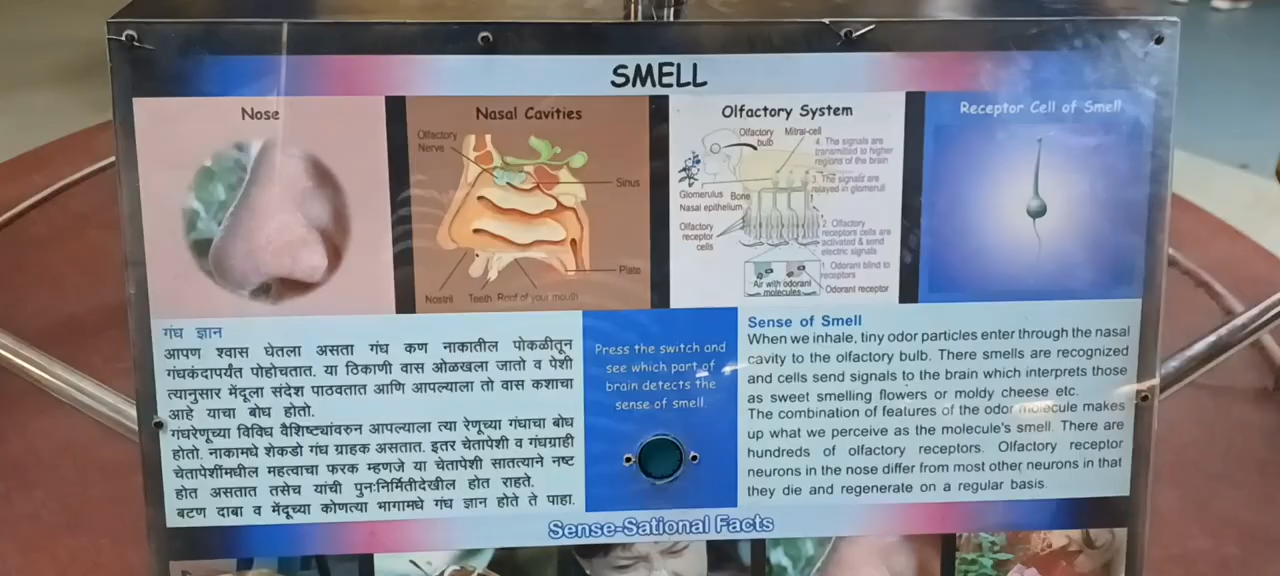 SMELL
Nose
Nasal Cavities
Olfactory
Nerve
Sinus
Plate
Nostril
Teeth
Roof of your mouth
Olfactory System
Olfactory
bulb
Mitral-cell
4. The signals are
transmitted to higher
regions of the brain
3. The signals are
relayed in glomeruli
Glomerulus
Bone
Nasal epithelium
Olfactory
receptor
cells
2. Olfactory
receptors cells are
activated & send
electric signals
1. Odorant blind to
receptors
Air with odorant
molecules
Odorant receptor
Receptor Cell of Smell
गंध ज्ञान
आपण श्वास घेतला असता गंध कण नाकातील पोकळीतून
गंधकंदापर्यंत पोहोचतात. या ठिकाणी वास ओळखला जातो व पेशी
त्यानुसार मेंदूला संदेश पाठवतात आणि आपल्याला तो वास कशाचा
आहे याचा बोध होतो.
गंधरेणूच्या विविध वैशिष्ट्यांवरुन आपल्याला त्या रेणूच्या गंधाचा बोध
होतो. नाकामधे शेकडो गंध ग्राहक असतात. इतर चेतापेशी व गंधग्राही
चेतापेशींमधील महत्वाचा फरक म्हणजे या चेतापेशी सातत्याने नष्ट
होत असतात तसेच यांची पुनःनिर्मितीदेखील होत राहते.
बटण दाबा व मेंदूच्या कोणत्या भागामधे गंध ज्ञान होते ते पाहा.
Press the switch and
see which part of
brain detects the
sense of smell.
Sense of Smell
When we inhale, tiny odor particles enter through the nasal
cavity to the olfactory bulb. There smells are recognized
and cells send signals to the brain which interprets those
as sweet smelling flowers or moldy cheese etc.
The combination of features of the odor molecule makes
up what we perceive as the molecule's smell. There are
hundreds of olfactory receptors. Olfactory receptor
neurons in the nose differ from most other neurons in that
they die and regenerate on a regular basis.
Sense-Sational Facts